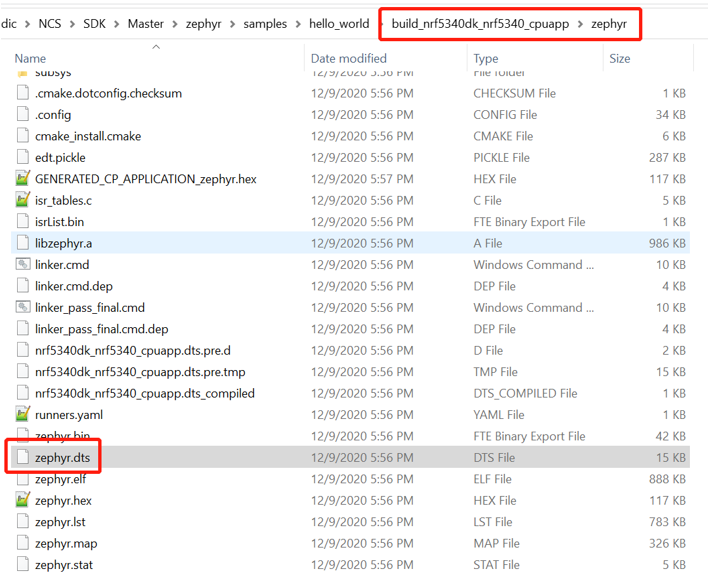 dic > NCS > SDK > Master > zephyr > samples > hello_world > build_nrf5340dk_nrf5340_cpuapp > zephyr
Name Date modified Type Size
subsys 12/9/2020 5:56 PM File folder
.cmake.dotconfig.checksum 12/9/2020 5:56 PM CHECKSUM File 1 KB
.config 12/9/2020 5:56 PM CONFIG File 34 KB
cmake_install.cmake 12/9/2020 5:56 PM CMAKE File 6 KB
edt.pickle 12/9/2020 5:56 PM PICKLE File 287 KB
GENERATED_CP_APPLICATION_zephyr.hex 12/9/2020 5:57 PM HEX File 117 KB
isr_tables.c 12/9/2020 5:56 PM C File 5 KB
isrList.bin 12/9/2020 5:56 PM FTE Binary Export File 2 KB
libzephyr.a 12/9/2020 5:56 PM A File 986 KB
linker.cmd 12/9/2020 5:56 PM Windows Command ... 10 KB
linker.cmd.dep 12/9/2020 5:56 PM DEP File 4 KB
linker_pass_final.cmd 12/9/2020 5:56 PM Windows Command ... 10 KB
linker_pass_final.cmd.dep 12/9/2020 5:56 PM DEP File 4 KB
nrf5340dk_nrf5340_cpuapp.dts.pre.d 12/9/2020 5:56 PM D File 2 KB
nrf5340dk_nrf5340_cpuapp.dts.pre.tmp 12/9/2020 5:56 PM TMP File 15 KB
nrf5340dk_nrf5340_cpuapp.dts_compiled 12/9/2020 5:56 PM DTS_COMPILED File 1 KB
runners.yaml 12/9/2020 5:56 PM YAML File 2 KB
zephyr.bin 12/9/2020 5:56 PM FTE Binary Export File 42 KB
zephyr.dts 12/9/2020 5:56 PM DTS File 15 KB
zephyr.elf 12/9/2020 5:56 PM ELF File 888 KB
zephyr.hex 12/9/2020 5:56 PM HEX File 117 KB
zephyr.lst 12/9/2020 5:56 PM LST File 783 KB
zephyr.map 12/9/2020 5:56 PM MAP File 326 KB
zephyr.stat 12/9/2020 5:56 PM STAT File 25 KB